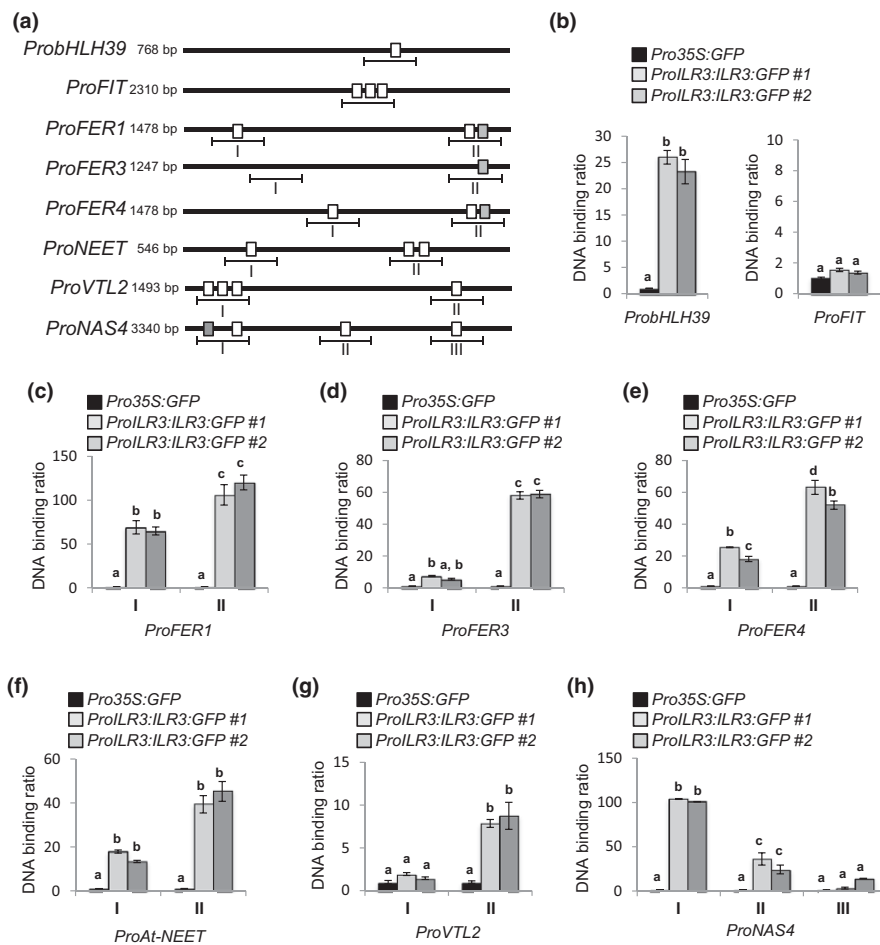 (a)
ProbHLH39 768 bp
ProFIT 2310 bp
ProFER1 1478 bp
I II
ProFER3 1247 bp
I II
ProFER4 1478 bp
I II
ProNEET 546 bp
I II
ProVTL2 1493 bp
I II
ProNAS4 3340 bp
I II III
(b)
Pro35S:GFP
ProILR3:ILR3:GFP #1
ProILR3:ILR3:GFP #2
DNA binding ratio
30
25
20
15
10
5
0
a b b
ProbHLH39
DNA binding ratio
10
8
6
4
2
0
a a a
ProFIT
(c)
Pro35S:GFP
ProILR3:ILR3:GFP #1
ProILR3:ILR3:GFP #2
DNA binding ratio
150
100
50
0
a b b a c c
I II
ProFER1
(d)
Pro35S:GFP
ProILR3:ILR3:GFP #1
ProILR3:ILR3:GFP #2
DNA binding ratio
80
60
40
20
0
a b a, b a c c
I II
ProFER3
(e)
Pro35S:GFP
ProILR3:ILR3:GFP #1
ProILR3:ILR3:GFP #2
DNA binding ratio
80
60
40
20
0
a b c a d b
I II
ProFER4
(f)
Pro35S:GFP
ProILR3:ILR3:GFP #1
ProILR3:ILR3:GFP #2
DNA binding ratio
60
40
20
0
a b b a b b
I II
ProAt-NEET
(g)
Pro35S:GFP
ProILR3:ILR3:GFP #1
ProILR3:ILR3:GFP #2
DNA binding ratio
15
10
5
0
a a a a b b
I II
ProVTL2
(h)
Pro35S:GFP
ProILR3:ILR3:GFP #1
ProILR3:ILR3:GFP #2
DNA binding ratio
150
100
50
0
a b b a c c a a a
I II III
ProNAS4